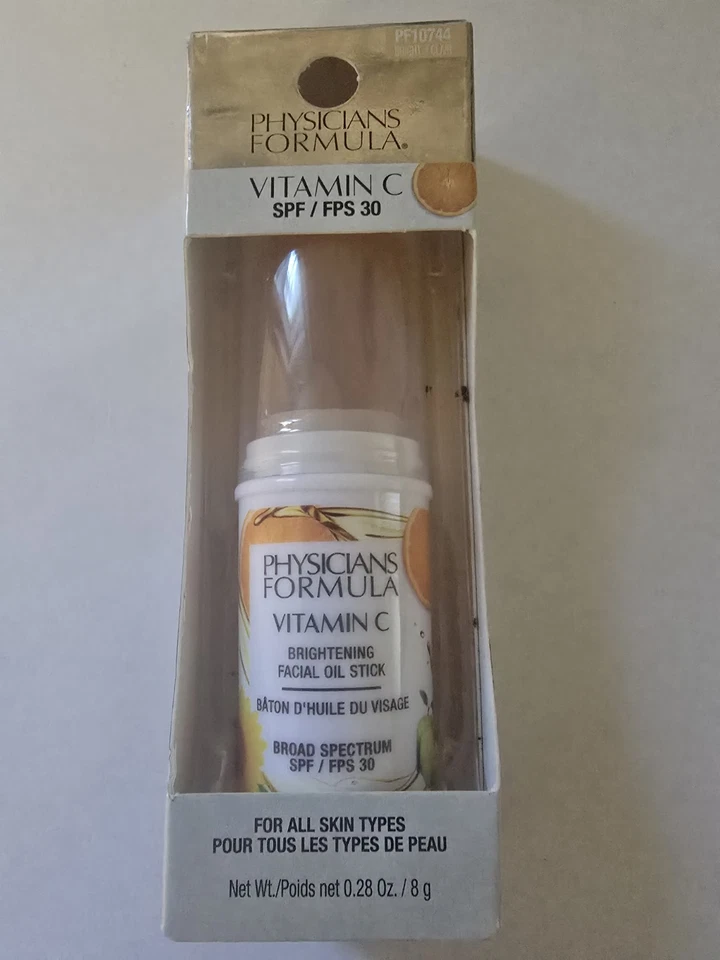 PF10744
BRIGHT / CLAIR
PHYSICIANS
FORMULA®
VITAMIN C
SPF / FPS 30
PHYSICIANS
FORMULA
VITAMIN C
BRIGHTENING
FACIAL OIL STICK
BÂTON D'HUILE DU VISAGE
BROAD SPECTRUM
SPF / FPS 30
FOR ALL SKIN TYPES
POUR TOUS LES TYPES DE PEAU
Net Wt./Poids net 0.28 Oz. / 8 g